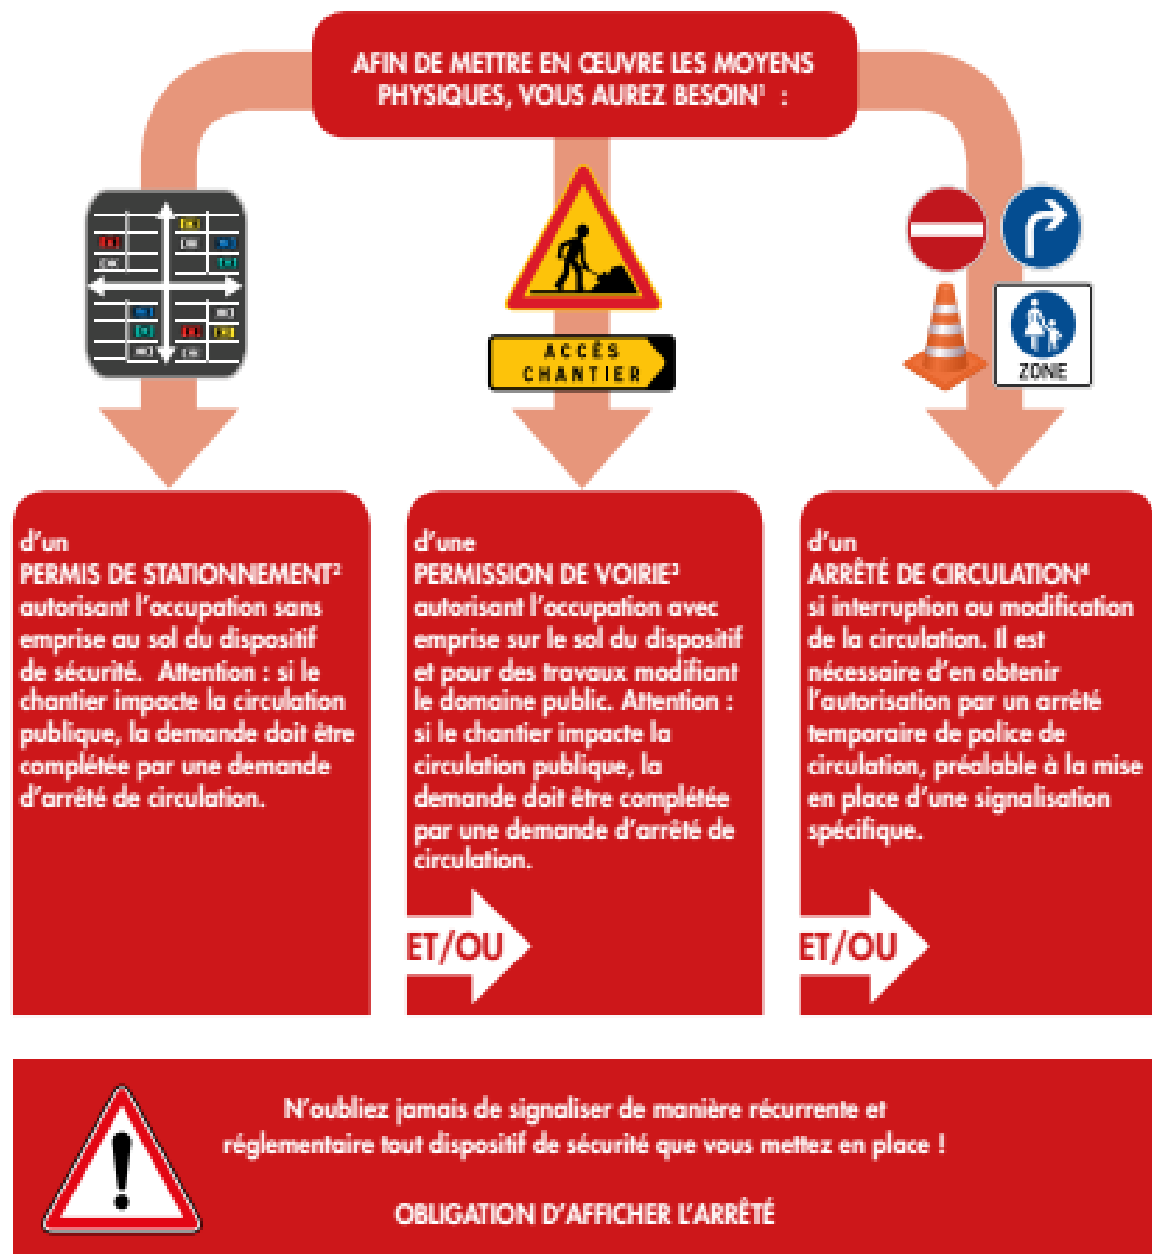 AFIN DE METTRE EN ŒUVRE LES MOYENS
PHYSIQUES, VOUS AUREZ BESOIN¹ :
ACCÈS
CHANTIER
ZONE
d'un
PERMIS DE STATIONNEMENT²
autorisant l'occupation sans
emprise au sol du dispositif
de sécurité. Attention : si le
chantier impacte la circulation
publique, la demande doit être
complétée par une demande
d'arrêté de circulation.
d'une
PERMISSION DE VOIRIE³
autorisant l'occupation avec
emprise sur le sol du dispositif
et pour des travaux modifiant
le domaine public. Attention :
si le chantier impacte la
circulation publique, la
demande doit être complétée
par une demande d'arrêté de
circulation.
ET/OU
d'un
ARRÊTÉ DE CIRCULATION⁴
si interruption ou modification
de la circulation. Il est
nécessaire d'en obtenir
l'autorisation par un arrêté
temporaire de police de
circulation, préalable à la mise
en place d'une signalisation
spécifique.
ET/OU
N'oubliez jamais de signaliser de manière récurrente et
réglementaire tout dispositif de sécurité que vous mettez en place !
OBLIGATION D'AFFICHER L'ARRÊTÉ